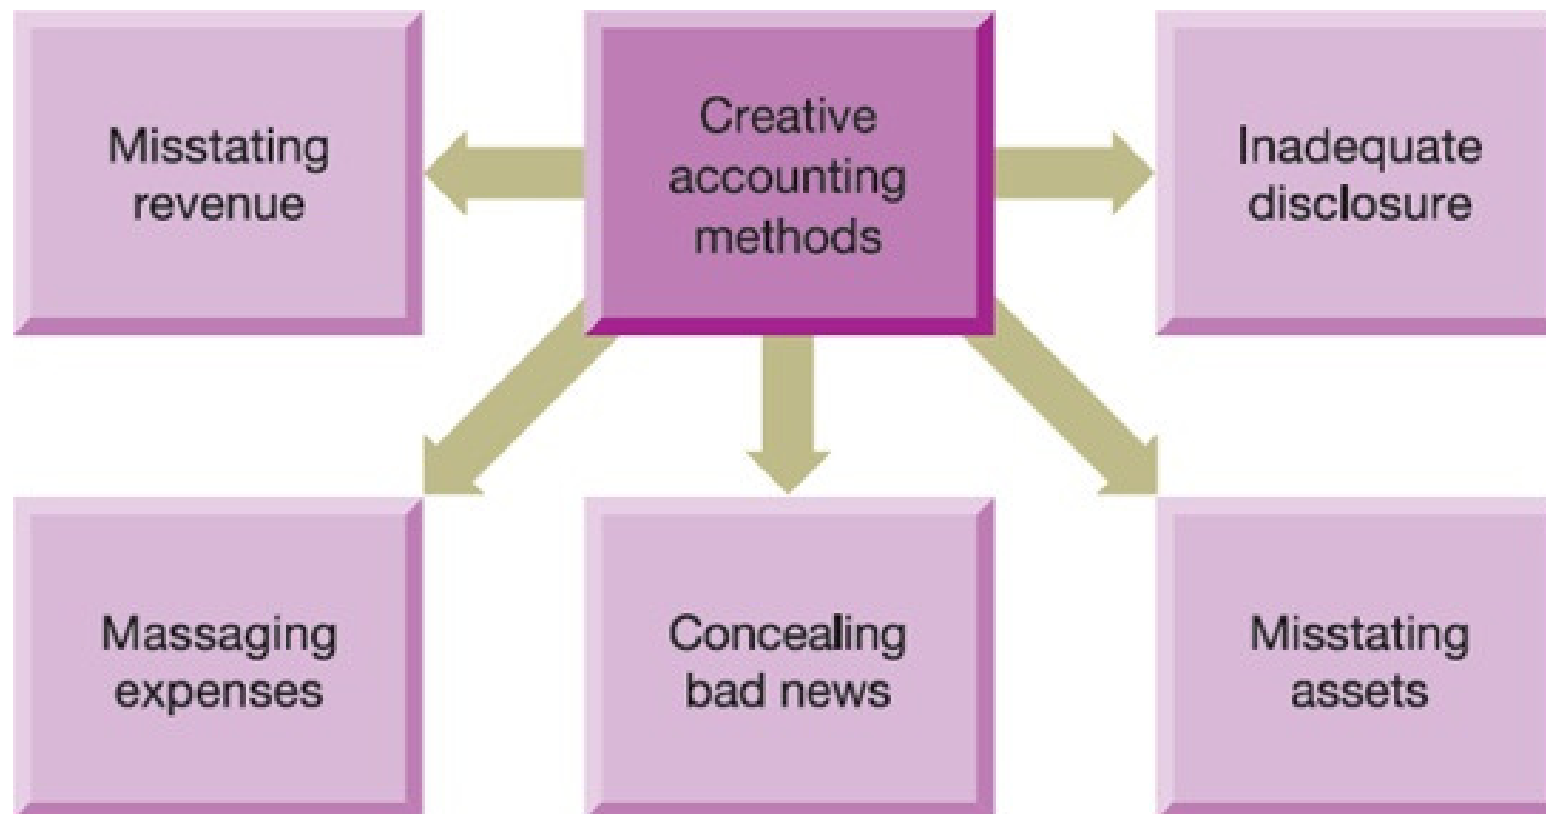 Misstating
revenue
Creative
accounting
methods
Inadequate
disclosure
Massaging
expenses
Concealing
bad news
Misstating
assets